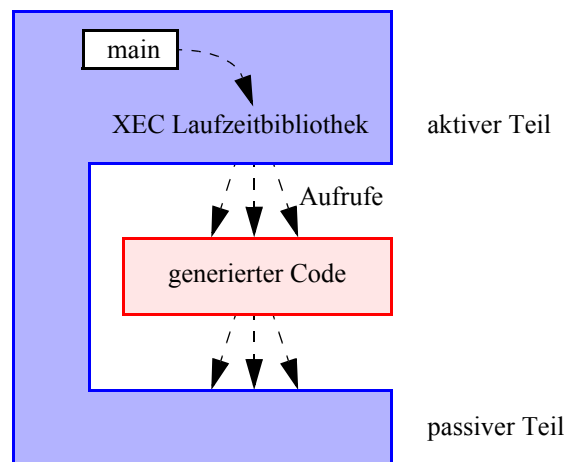 main
XEC Laufzeitbibliothek
aktiver Teil
Aufrufe
generierter Code
passiver Teil